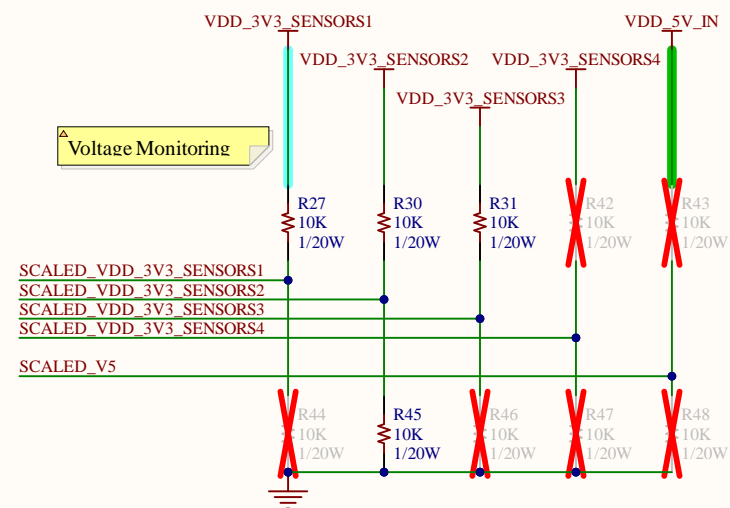 VDD_3V3_SENSORS1
VDD_5V_IN
VDD_3V3_SENSORS2
VDD_3V3_SENSORS4
VDD_3V3_SENSORS3
Voltage Monitoring
R27
10K
1/20W
R30
10K
1/20W
R31
10K
1/20W
R42
10K
1/20W
R43
10K
1/20W
SCALED_VDD_3V3_SENSORS1
SCALED_VDD_3V3_SENSORS2
SCALED_VDD_3V3_SENSORS3
SCALED_VDD_3V3_SENSORS4
SCALED_V5
R44
10K
1/20W
R45
10K
1/20W
R46
10K
1/20W
R47
10K
1/20W
R48
10K
1/20W